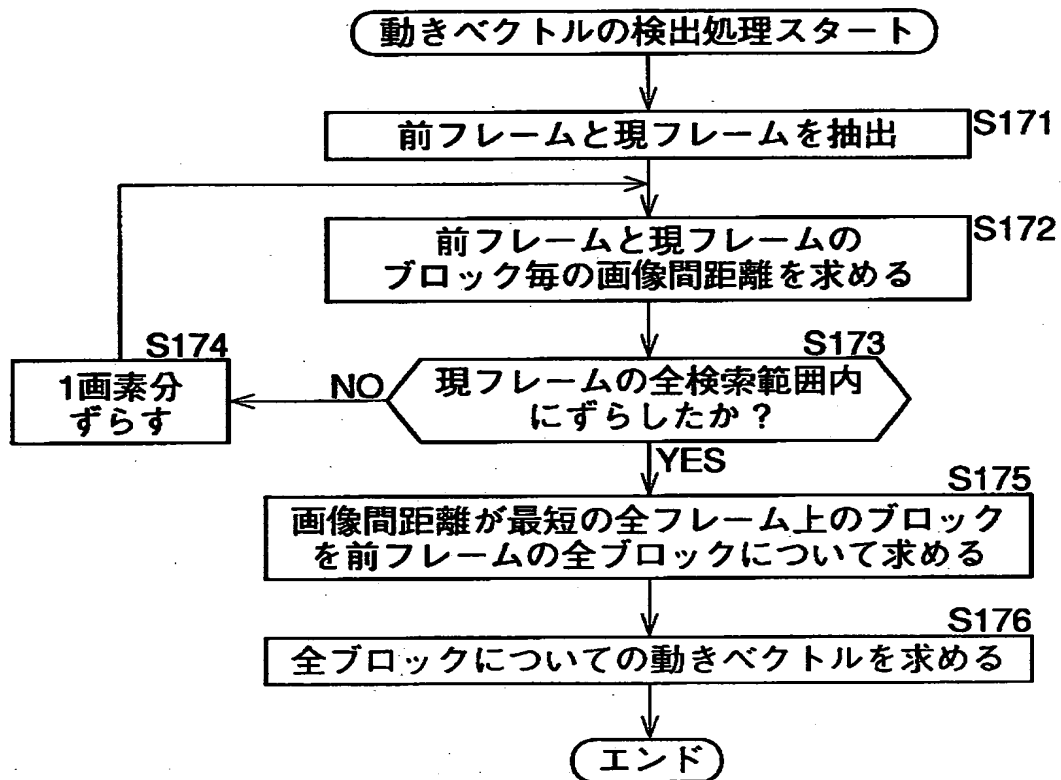 動きベクトルの検出処理スタート
前フレームと現フレームを抽出
S171
前フレームと現フレームの
ブロック毎の画像間距離を求める
S172
S173
現フレームの全検索範囲内
にずらしたか？
NO
S174
1画素分
ずらす
YES
S175
画像間距離が最短の全フレーム上のブロック
を前フレームの全ブロックについて求める
S176
全ブロックについての動きベクトルを求める
エンド